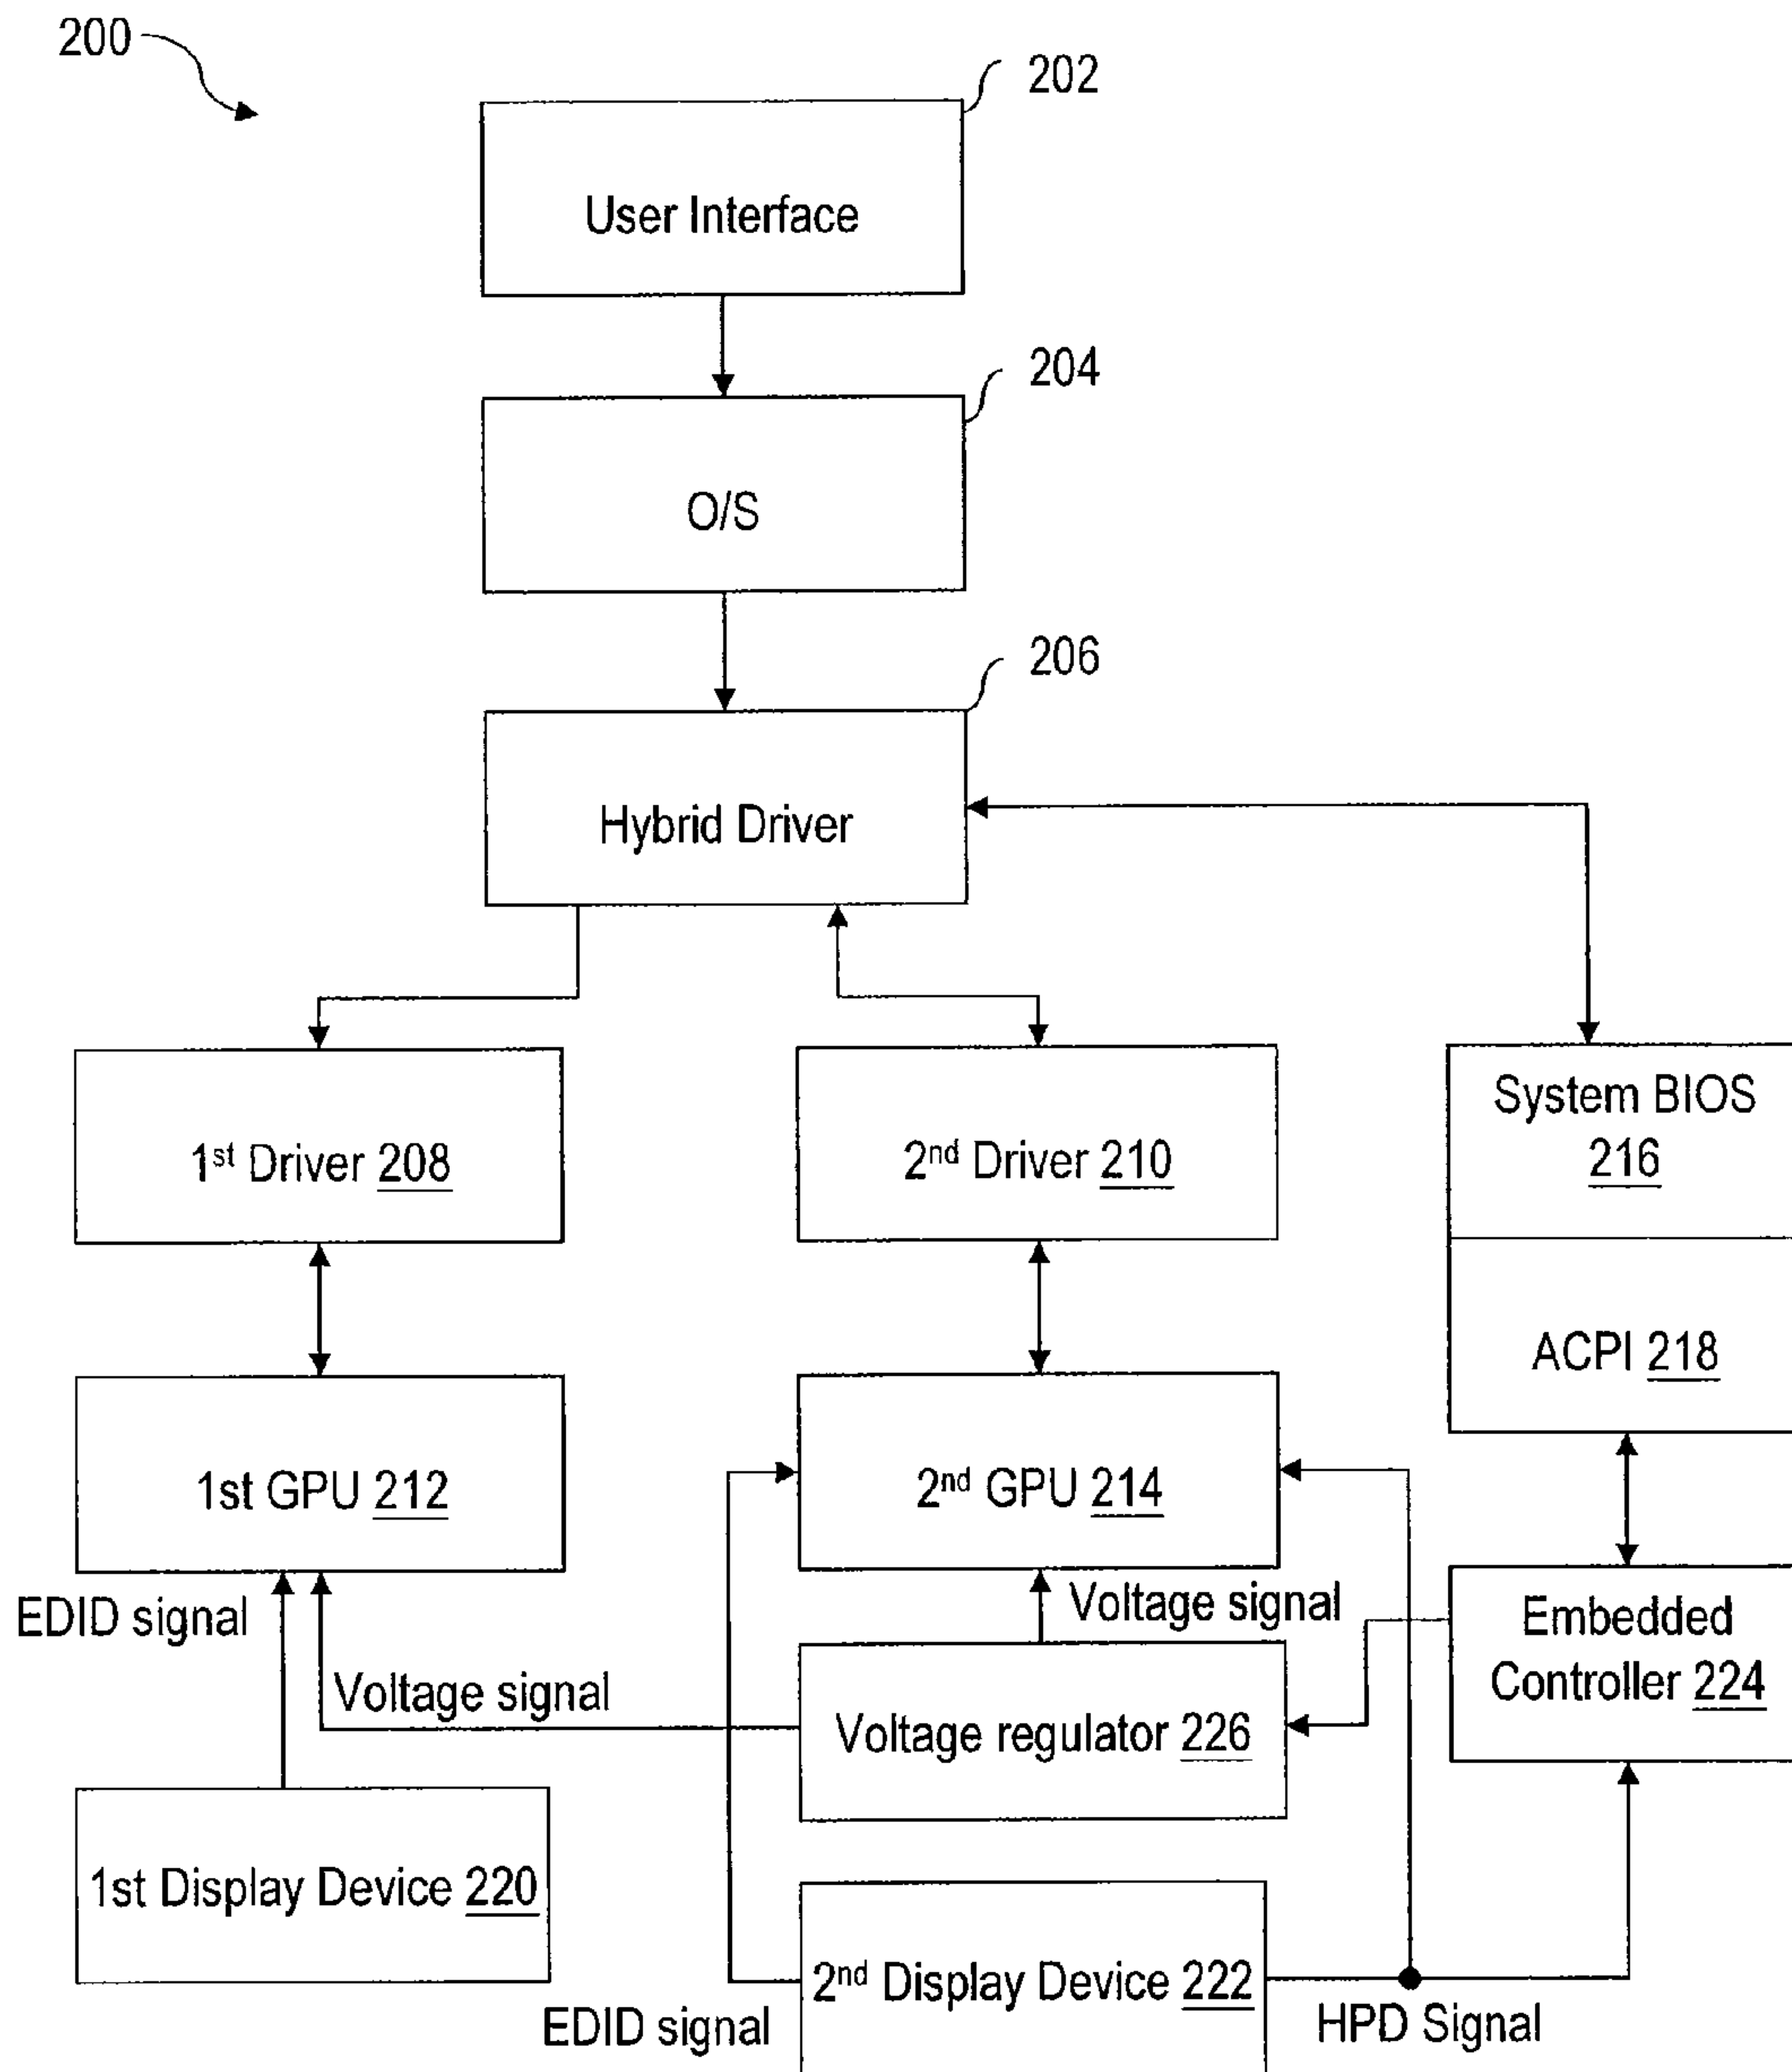 200
202
User Interface
204
O/S
206
Hybrid Driver
1st Driver 208
2nd Driver 210
System BIOS
216
ACPI 218
1st GPU 212
2nd GPU 214
EDID signal
Voltage signal
Embedded
Controller 224
Voltage signal
Voltage regulator 226
1st Display Device 220
2nd Display Device 222
EDID signal
HPD Signal